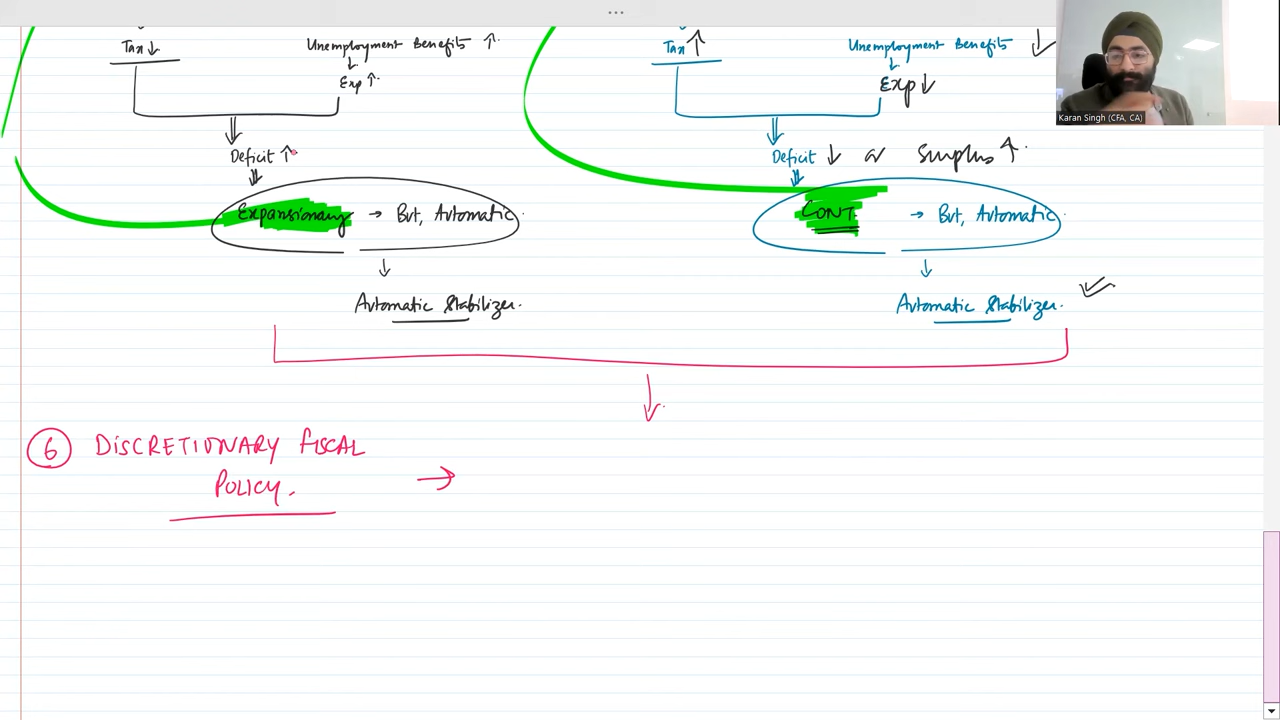 ...
Tax ↓
Unemployment Benefits ↑
↓
Exp ↑
Deficit ↑
Expansionary → But, Automatic
↓
Automatic Stabilizer.
Tax ↑
Unemployment Benefits ↓
↓
Exp ↓
Deficit ↓ or Surplus ↑
CONT. → But, Automatic
↓
Automatic Stabilizer.
Karan Singh (CFA, CA)
↓
6 DISCRETIONARY FISCAL
POLICY. →